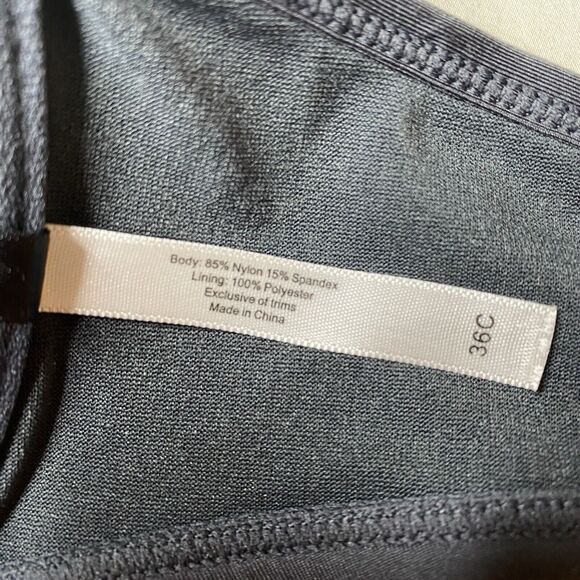 Body: 85% Nylon 15% Spandex
Lining: 100% Polyester
Exclusive of trims
Made in China
36C